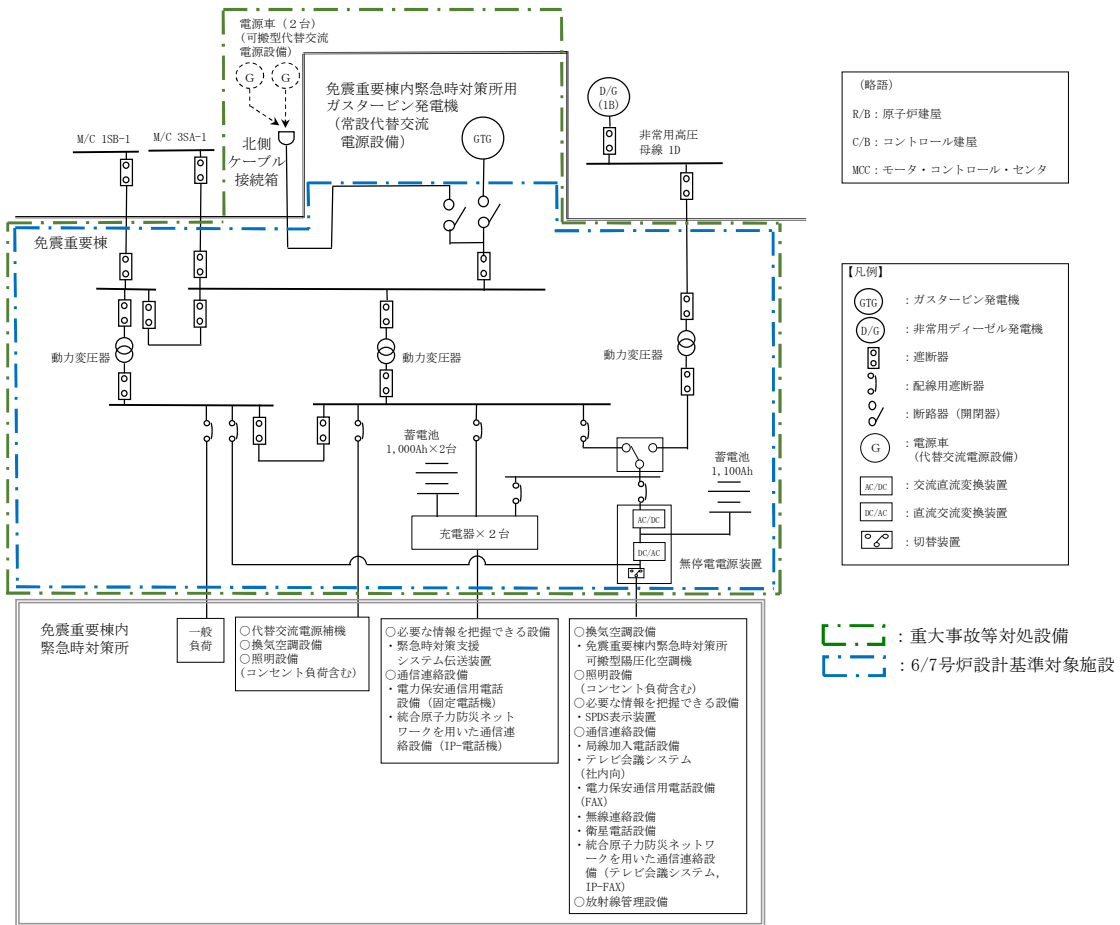 電源車（２台）
（可搬型代替交流
電源設備）
G
G
免震重要棟内緊急時対策所用
ガスタービン発電機
（常設代替交流
電源設備）
GTG
北側
ケーブル
接続箱
M/C 1SB-1
M/C 3SA-1
D/G
(1B)
非常用高圧
母線 1D
免震重要棟
動力変圧器
動力変圧器
動力変圧器
蓄電池
1,000Ah×2台
蓄電池
1,100Ah
充電器×２台
AC/DC
DC/AC
無停電電源装置
免震重要棟内
緊急時対策所
一般
負荷
○代替交流電源補機
○換気空調設備
○照明設備
(コンセント負荷含む)
○必要な情報を把握できる設備
・緊急時対策支援
システム伝送装置
○通信連絡設備
・電力保安通信用電話
設備（固定電話機）
・統合原子力防災ネット
ワークを用いた通信連
絡設備（IP-電話機）
○換気空調設備
・免震重要棟内緊急時対策所
可搬型陽圧化空調機
○照明設備
(コンセント負荷含む)
○必要な情報を把握できる設備
・SPDS表示装置
○通信連絡設備
・局線加入電話設備
・テレビ会議システム
(社内向)
・電力保安通信用電話設備
(FAX)
・無線連絡設備
・衛星電話設備
・統合原子力防災ネットワ
ークを用いた通信連絡設
備（テレビ会議システム,
IP-FAX）
○放射線管理設備
（略語）
R/B：原子炉建屋
C/B：コントロール建屋
MCC：モータ・コントロール・センタ
【凡例】
GTG ：ガスタービン発電機
D/G ：非常用ディーゼル発電機
：遮断器
：配線用遮断器
：断路器（開閉器）
G ：電源車
(代替交流電源設備)
AC/DC ：交流直流変換装置
DC/AC ：直流交流変換装置
：切替装置
：重大事故等対処設備
：6/7号炉設計基準対象施設